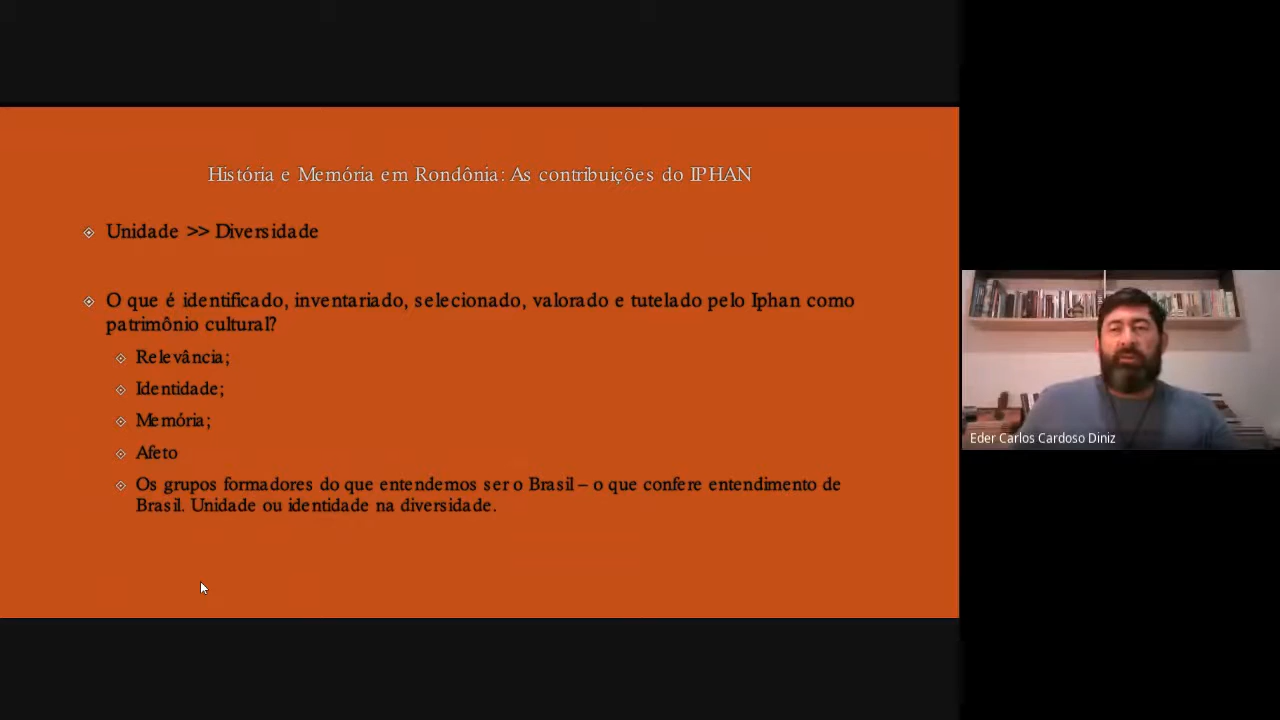 História e Memória em Rondônia: As contribuições do IPHAN
Unidade >> Diversidade
O que é identificado, inventariado, selecionado, valorado e tutelado pelo Iphan como
patrimônio cultural?
Relevância;
Identidade;
Memória;
Afeto
Os grupos formadores do que entendemos ser o Brasil – o que confere entendimento de
Brasil. Unidade ou identidade na diversidade.
Eder Carlos Cardoso Diniz